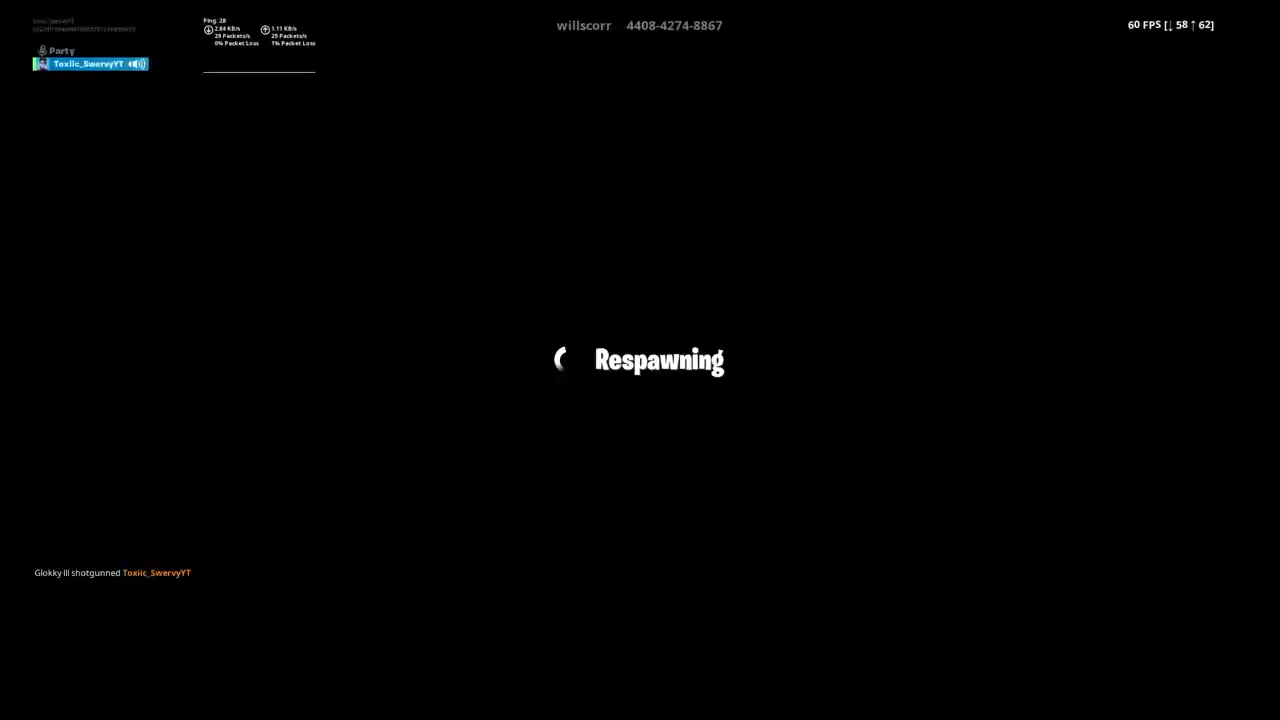 Ping: 28
2.84 KB/s 1.11 KB/s
29 Packets/s 29 Packets/s
0% Packet Loss 1% Packet Loss
willscorr 4408-4274-8867
60 FPS [↓ 58 ↑ 62]
Party
Toxiic_SwervyYT
Respawning
Glokky lll shotgunned Toxiic_SwervyYT